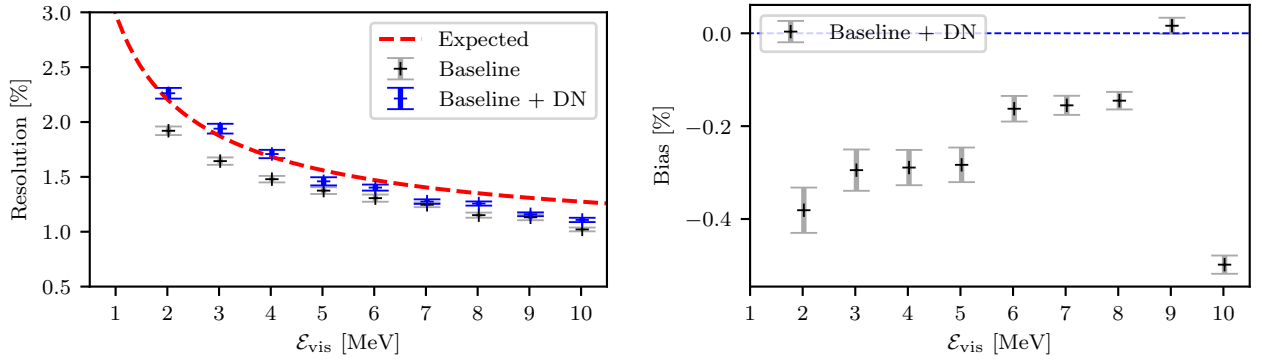 3.0
2.5
2.0
1.5
1.0
0.5
Resolution [%]
Expected
Baseline
Baseline + DN
1 2 3 4 5 6 7 8 9 10
ℰvis [MeV]
0.0
−0.2
−0.4
Bias [%]
Baseline + DN
1 2 3 4 5 6 7 8 9 10
ℰvis [MeV]